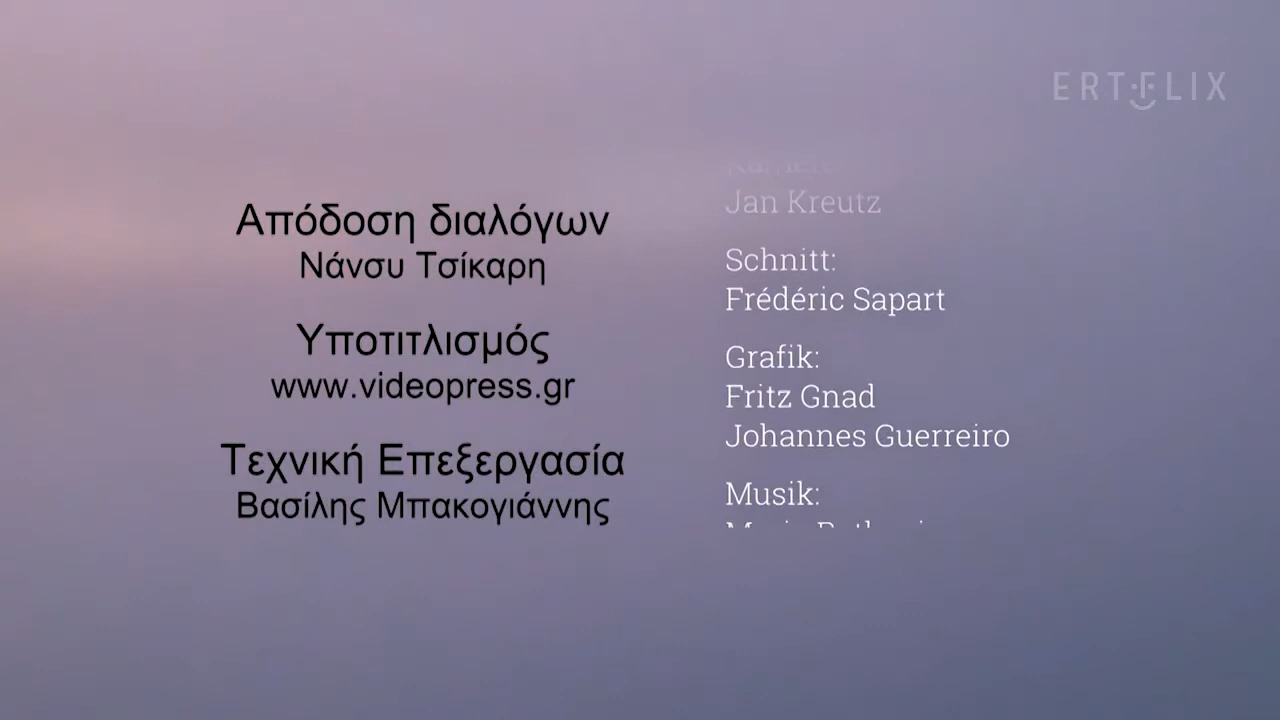 ERTFLIX
Απόδοση διαλόγων
Νάνσυ Τσίκαρη
Υποτιτλισμός
www.videopress.gr
Τεχνική Επεξεργασία
Βασίλης Μπακογιάννης
Jan Kreutz
Schnitt:
Frédéric Sapart
Grafik:
Fritz Gnad
Johannes Guerreiro
Musik: